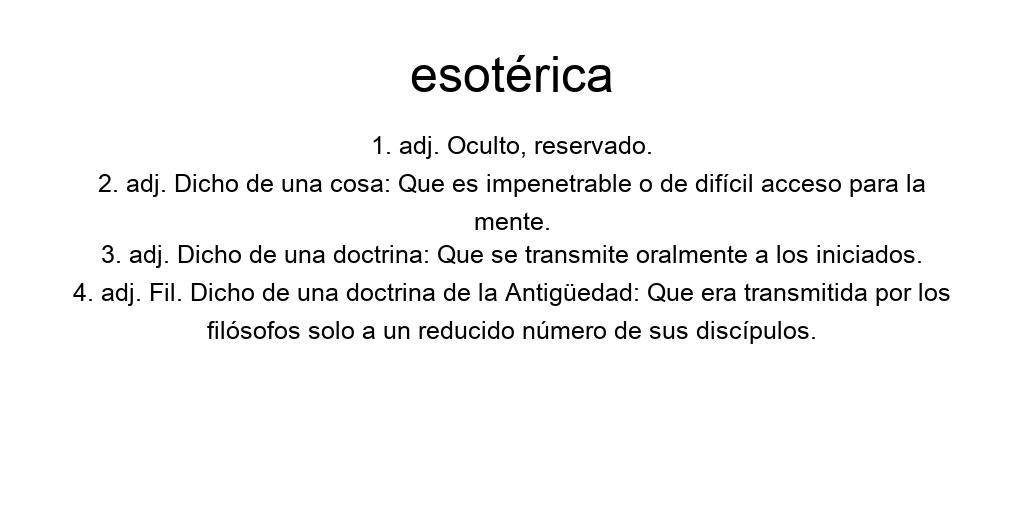 esotérica
1. adj. Oculto, reservado.
2. adj. Dicho de una cosa: Que es impenetrable o de difícil acceso para la
mente.
3. adj. Dicho de una doctrina: Que se transmite oralmente a los iniciados.
4. adj. Fil. Dicho de una doctrina de la Antigüedad: Que era transmitida por los
filósofos solo a un reducido número de sus discípulos.